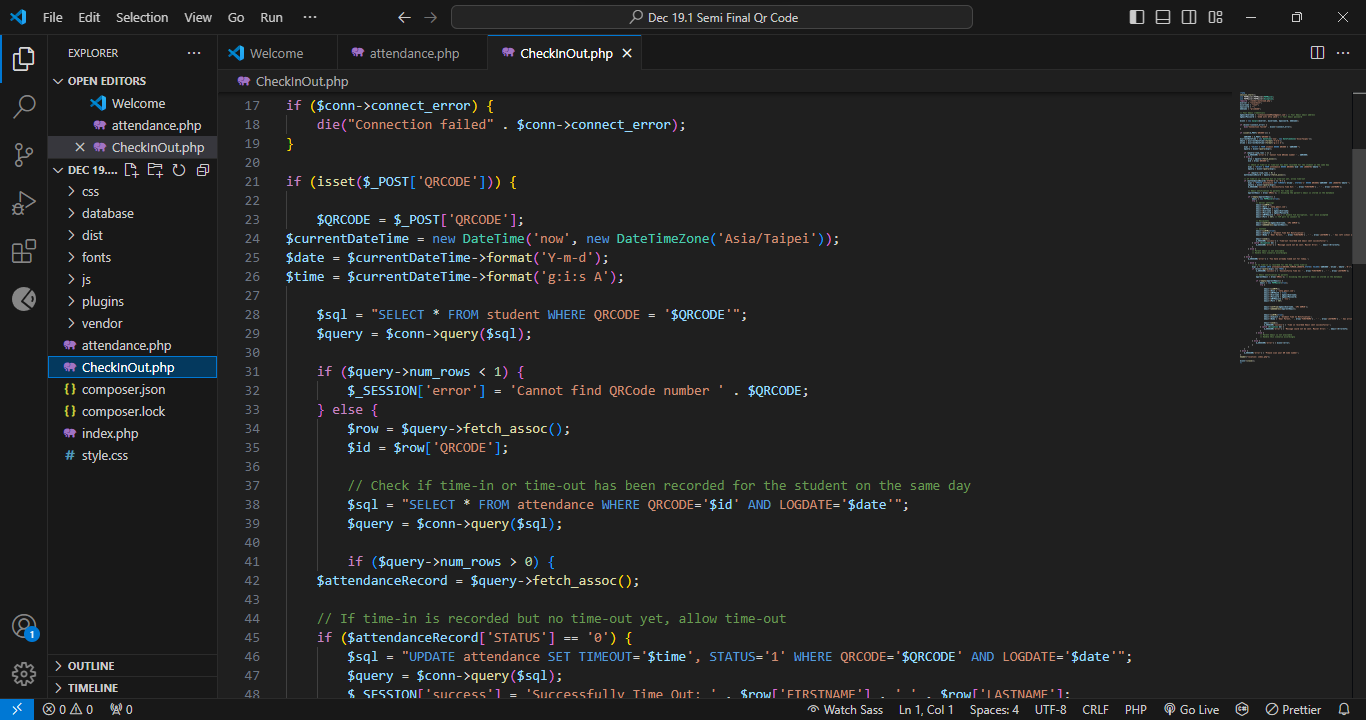 File Edit Selection View Go Run ··· Dec 19.1 Semi Final Qr Code
EXPLORER ···
OPEN EDITORS
Welcome
attendance.php
CheckInOut.php
DEC 19....
css
database
dist
fonts
js
plugins
vendor
attendance.php
CheckInOut.php
{} composer.json
{} composer.lock
index.php
# style.css
OUTLINE
TIMELINE
1
Welcome attendance.php CheckInOut.php ···
CheckInOut.php
17 if ($conn->connect_error) {
18 die("Connection failed" . $conn->connect_error);
19 }
20
21 if (isset($_POST['QRCODE'])) {
22
23 $QRCODE = $_POST['QRCODE'];
24 $currentDateTime = new DateTime('now', new DateTimeZone('Asia/Taipei'));
25 $date = $currentDateTime->format('Y-m-d');
26 $time = $currentDateTime->format('g:i:s A');
27
28 $sql = "SELECT * FROM student WHERE QRCODE = '$QRCODE'";
29 $query = $conn->query($sql);
30
31 if ($query->num_rows < 1) {
32 $_SESSION['error'] = 'Cannot find QRCode number ' . $QRCODE;
33 } else {
34 $row = $query->fetch_assoc();
35 $id = $row['QRCODE'];
36
37 // Check if time-in or time-out has been recorded for the student on the same day
38 $sql = "SELECT * FROM attendance WHERE QRCODE='$id' AND LOGDATE='$date'";
39 $query = $conn->query($sql);
40
41 if ($query->num_rows > 0) {
42 $attendanceRecord = $query->fetch_assoc();
43
44 // If time-in is recorded but no time-out yet, allow time-out
45 if ($attendanceRecord['STATUS'] == '0') {
46 $sql = "UPDATE attendance SET TIMEOUT='$time', STATUS='1' WHERE QRCODE='$QRCODE' AND LOGDATE='$date'";
47 $query = $conn->query($sql);
48 $_SESSION['success'] = 'Successfully Time Out: ' . $row['FIRSTNAME'] . ' ' . $row['LASTNAME'];
0 0 0 Watch Sass Ln 1, Col 1 Spaces: 4 UTF-8 CRLF PHP Go Live Prettier